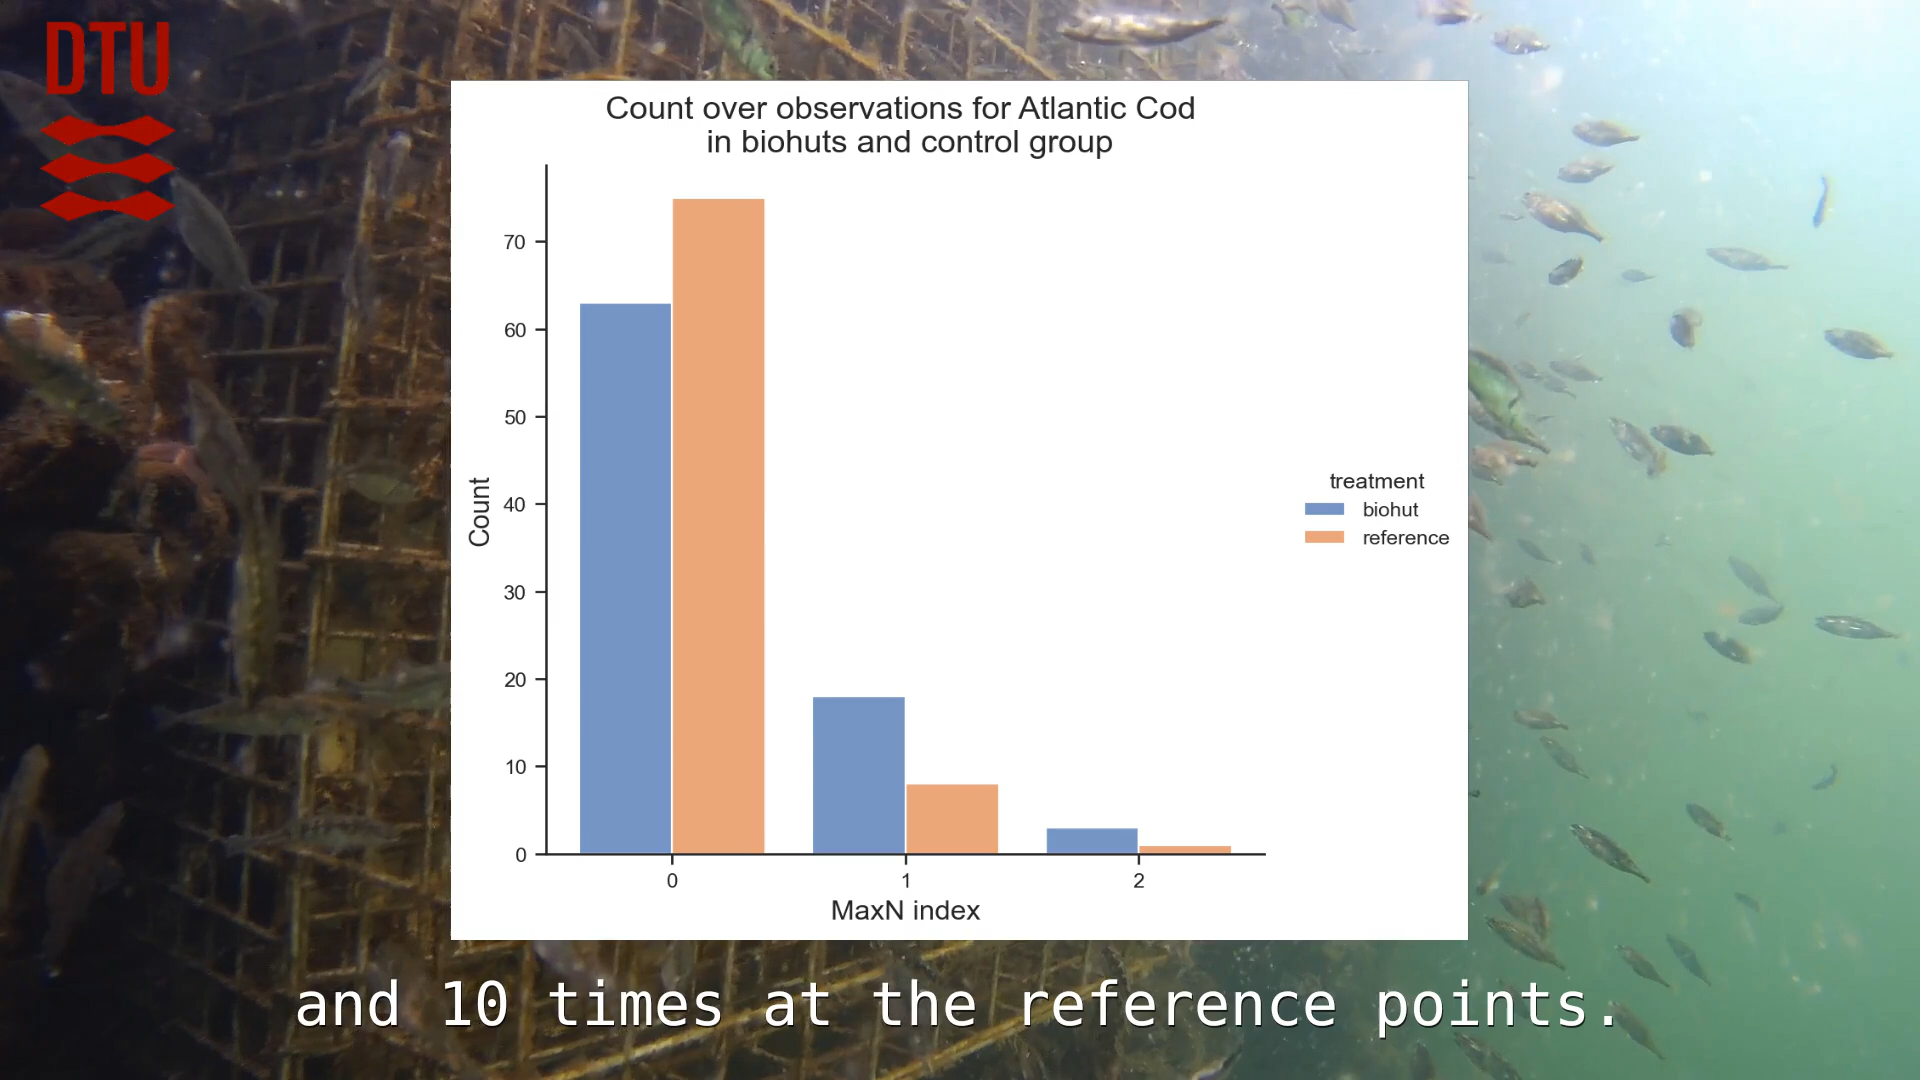 DTU
Count over observations for Atlantic Cod
in biohuts and control group
70
60
50
40
30
20
10
0
Count
0 1 2
MaxN index
treatment
biohut
reference
and 10 times at the reference points.